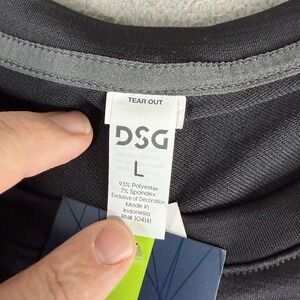 TEAR OUT
DSG
L
93% Polyester
7% Spandex
Exclusive of Decoration
Made in
Indonesia
RN# 104141